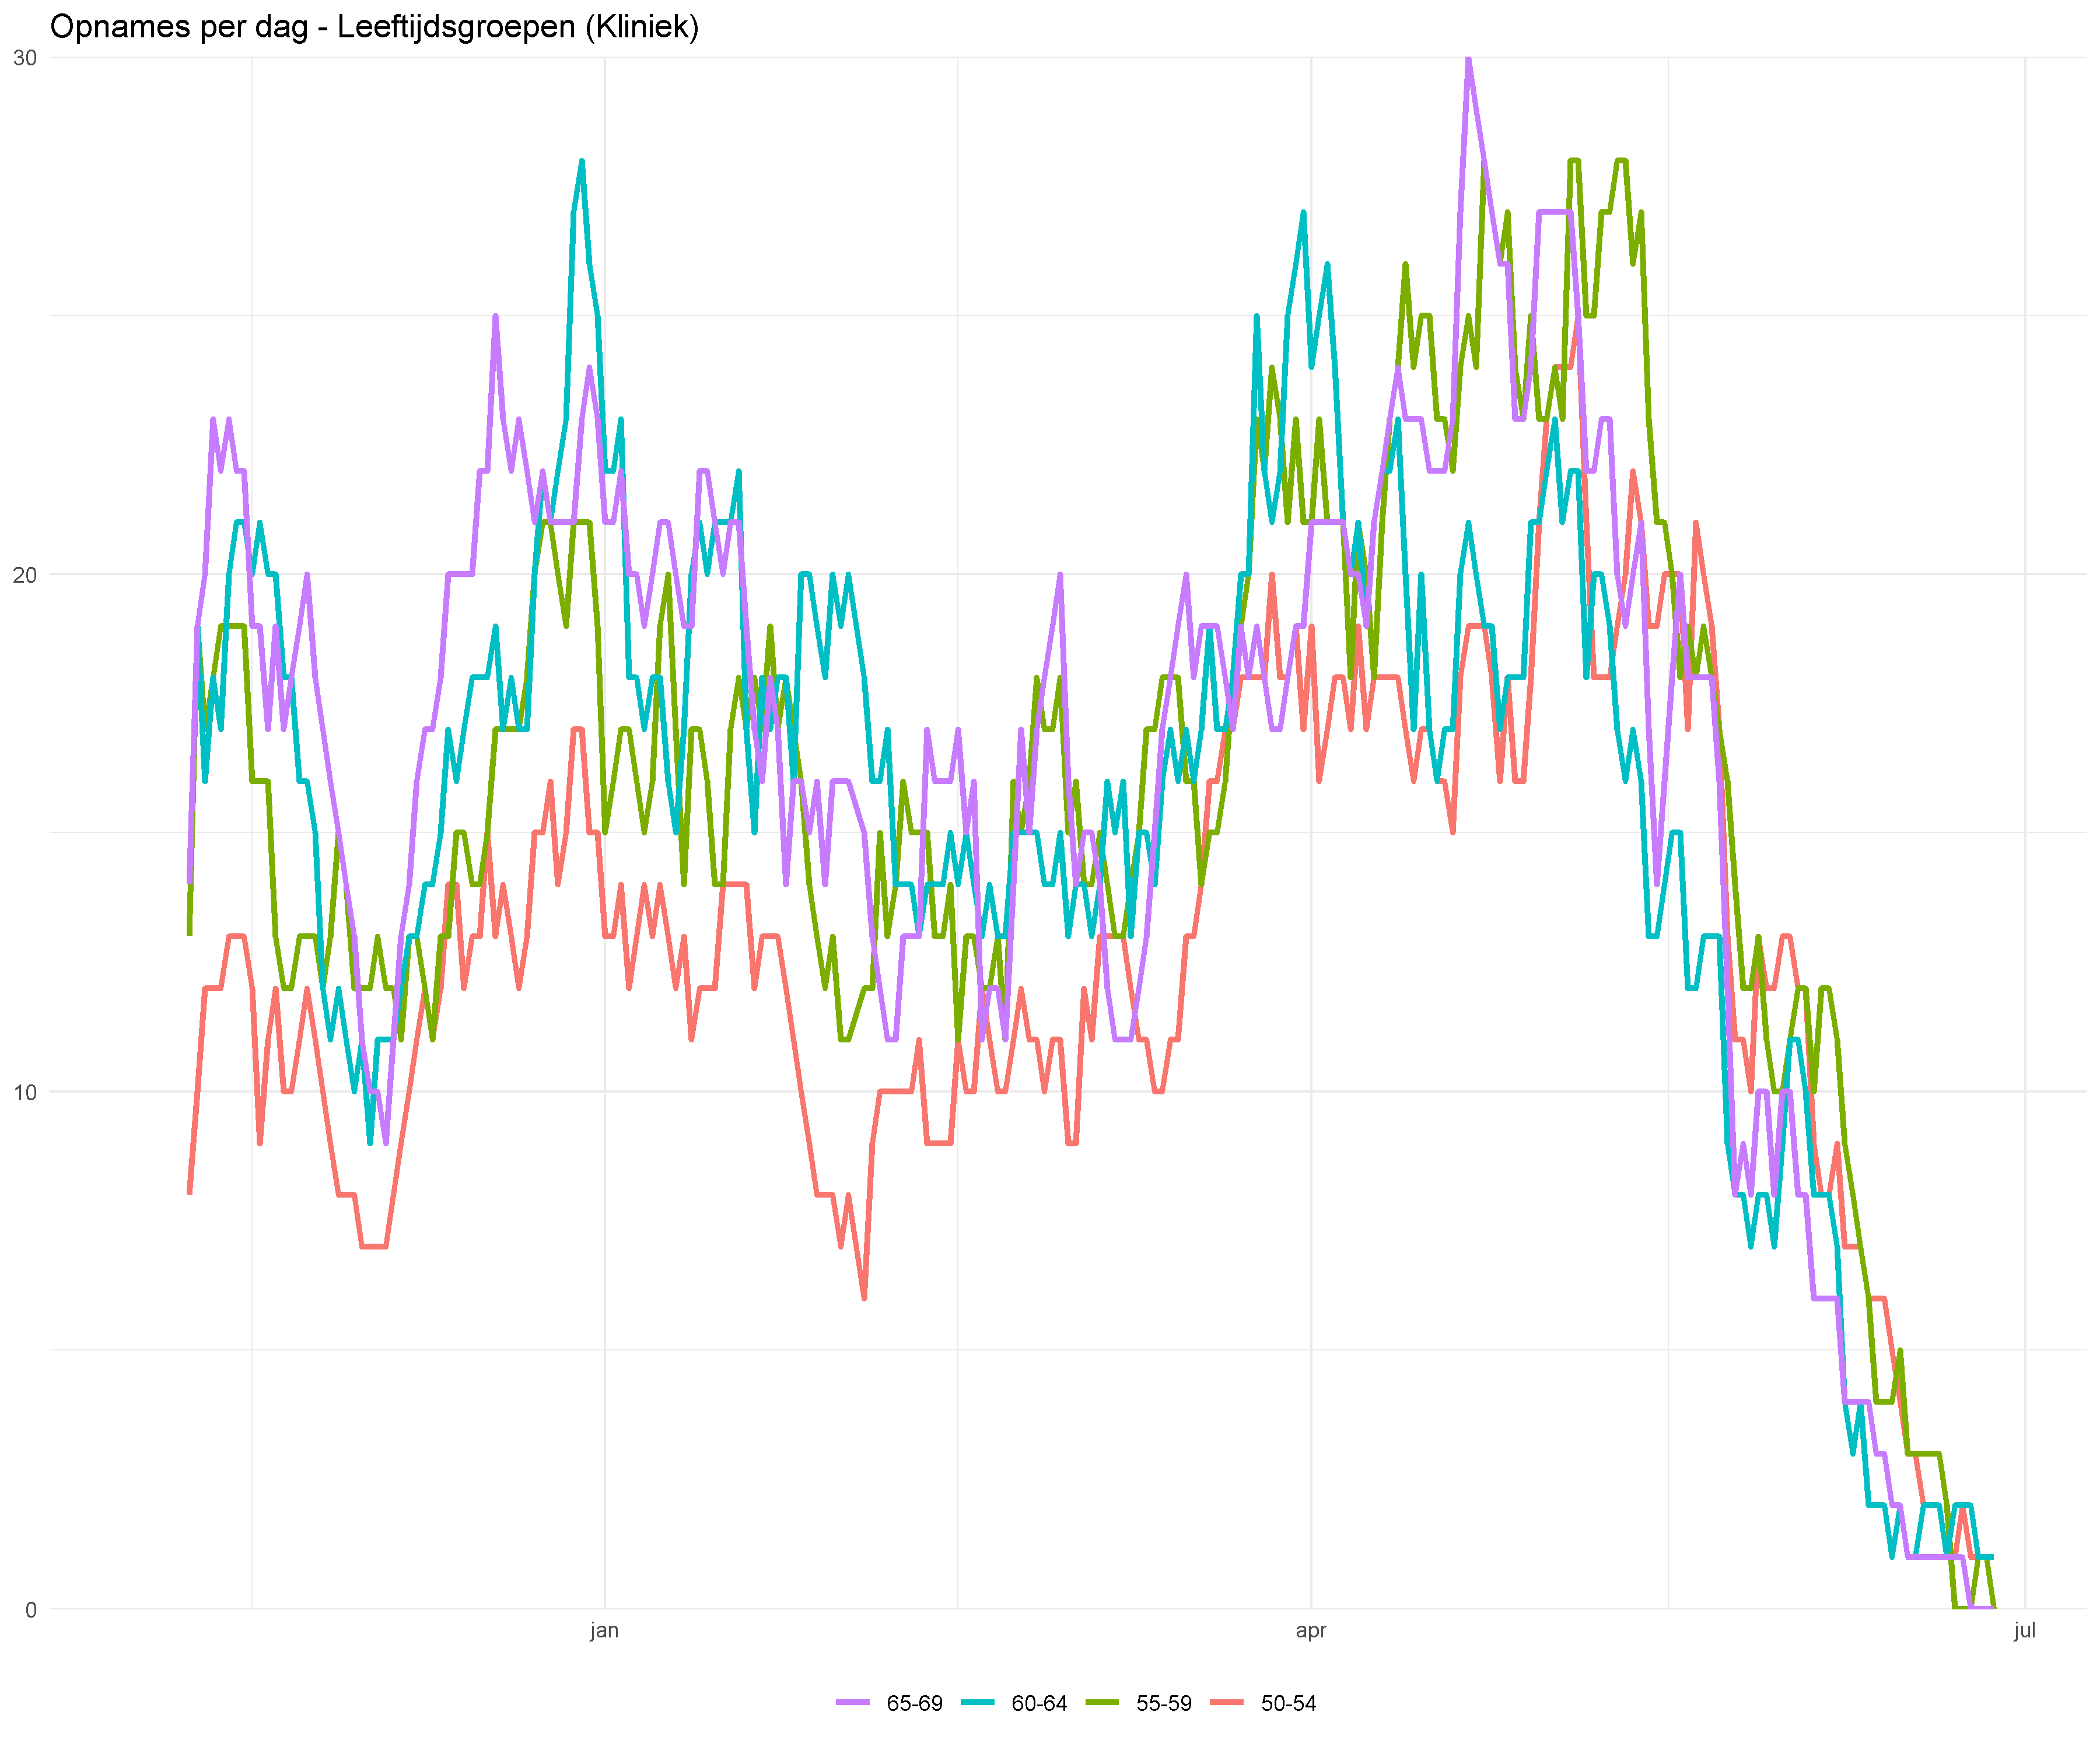 Opnames per dag - Leeftijdsgroepen (Kliniek)
30
20
10
0
jan apr jul
65-69 60-64 55-59 50-54